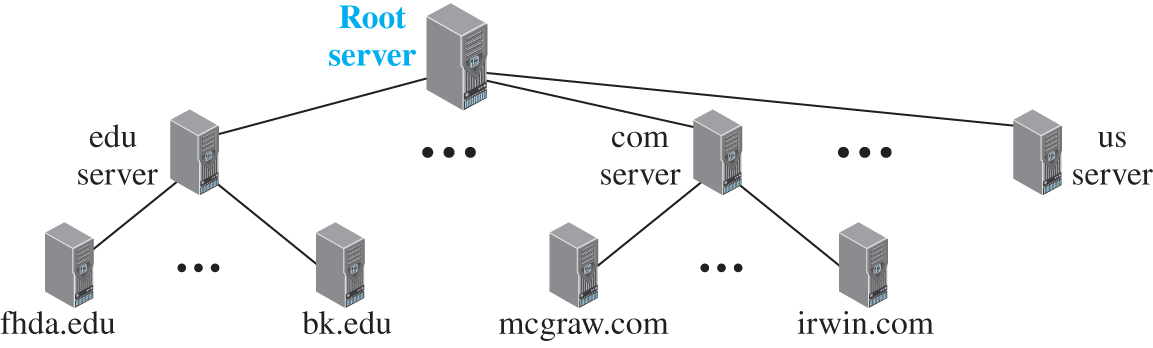 Root
server
edu
server
com
server
us
server
fhda.edu
bk.edu
mcgraw.com
irwin.com